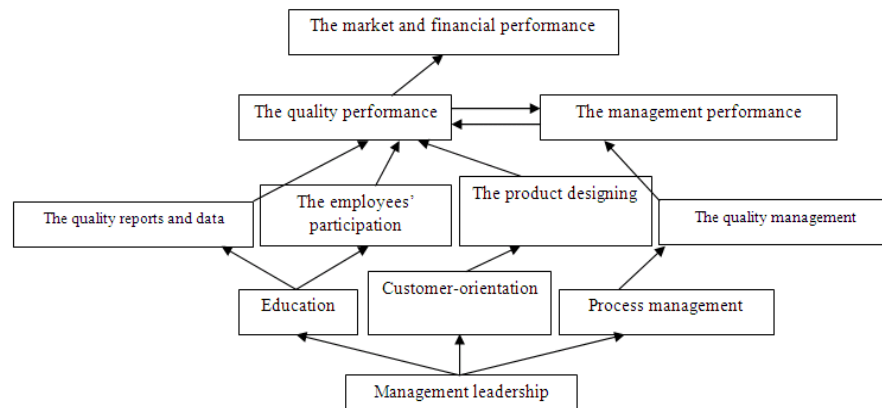 The market and financial performance
The quality performance
The management performance
The quality reports and data
The employees’
participation
The product designing
The quality management
Education
Customer-orientation
Process management
Management leadership